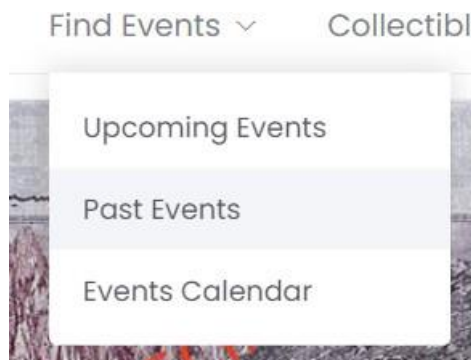 Find Events Collectibl
Upcoming Events
Past Events
Events Calendar